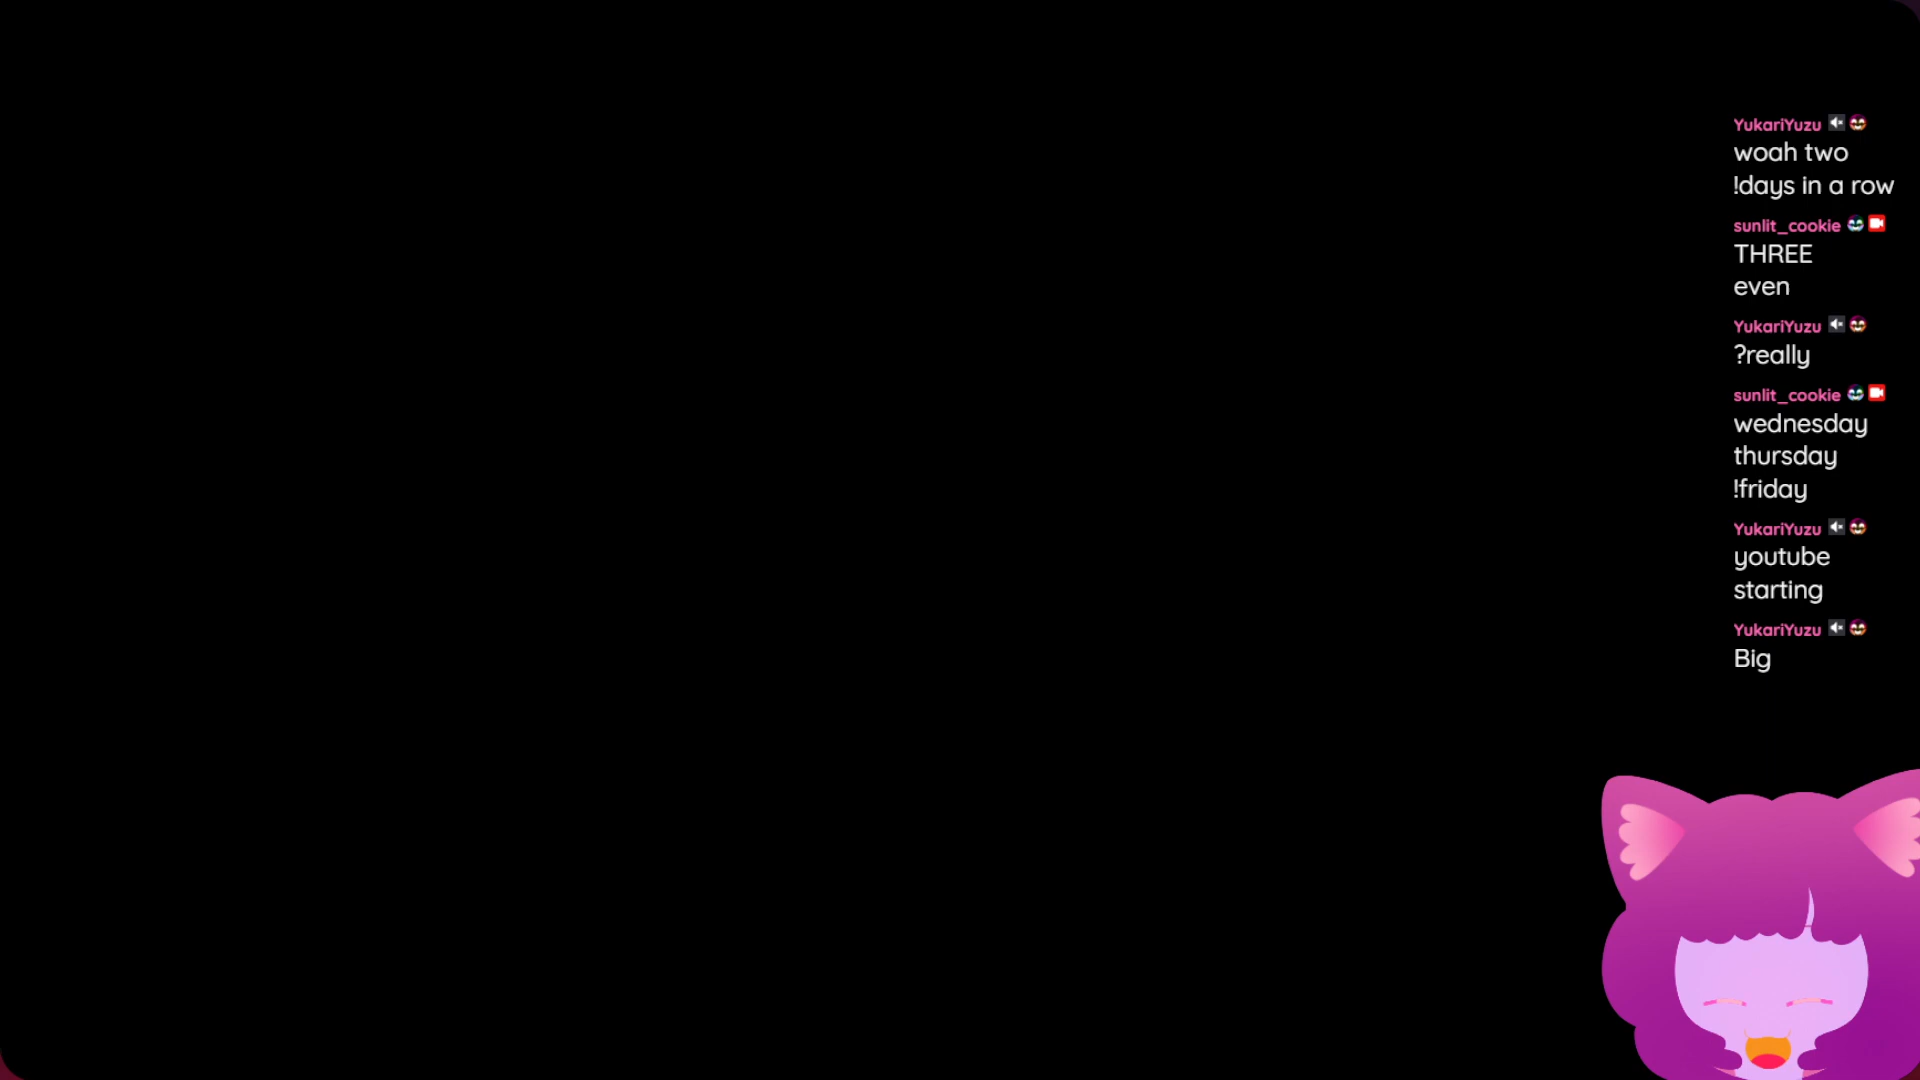 YukariYuzu
woah two
!days in a row
sunlit_cookie
THREE
even
YukariYuzu
?really
sunlit_cookie
wednesday
thursday
!friday
YukariYuzu
youtube
starting
YukariYuzu
Big